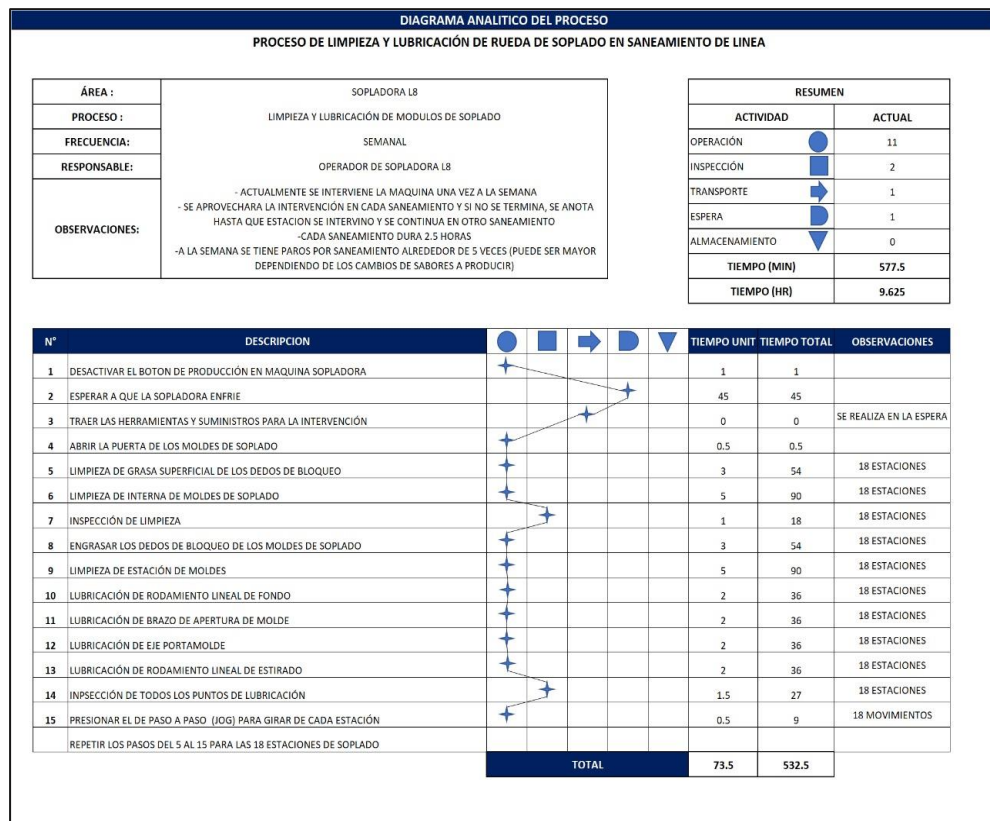 DIAGRAMA ANALITICO DEL PROCESO
PROCESO DE LIMPIEZA Y LUBRICACIÓN DE RUEDA DE SOPLADO EN SANEAMIENTO DE LINEA
ÁREA : SOPLADORA L8
PROCESO : LIMPIEZA Y LUBRICACIÓN DE MODULOS DE SOPLADO
FRECUENCIA: SEMANAL
RESPONSABLE: OPERADOR DE SOPLADORA L8
OBSERVACIONES:
- ACTUALMENTE SE INTERVIENE LA MAQUINA UNA VEZ A LA SEMANA
- SE APROVECHARA LA INTERVENCIÓN EN CADA SANEAMIENTO Y SI NO SE TERMINA, SE ANOTA
HASTA QUE ESTACION SE INTERVINO Y SE CONTINUA EN OTRO SANEAMIENTO
-CADA SANEAMIENTO DURA 2.5 HORAS
-A LA SEMANA SE TIENE PAROS POR SANEAMIENTO ALREDEDOR DE 5 VECES (PUEDE SER MAYOR
DEPENDIENDO DE LOS CAMBIOS DE SABORES A PRODUCIR)
RESUMEN
ACTIVIDAD ACTUAL
OPERACIÓN 11
INSPECCIÓN 2
TRANSPORTE 1
ESPERA 1
ALMACENAMIENTO 0
TIEMPO (MIN) 577.5
TIEMPO (HR) 9.625
N° DESCRIPCION TIEMPO UNIT TIEMPO TOTAL OBSERVACIONES
1 DESACTIVAR EL BOTON DE PRODUCCIÓN EN MAQUINA SOPLADORA 1 1
2 ESPERAR A QUE LA SOPLADORA ENFRIE 45 45
3 TRAER LAS HERRAMIENTAS Y SUMINISTROS PARA LA INTERVENCIÓN 0 0 SE REALIZA EN LA ESPERA
4 ABRIR LA PUERTA DE LOS MOLDES DE SOPLADO 0.5 0.5
5 LIMPIEZA DE GRASA SUPERFICIAL DE LOS DEDOS DE BLOQUEO 3 54 18 ESTACIONES
6 LIMPIEZA DE INTERNA DE MOLDES DE SOPLADO 5 90 18 ESTACIONES
7 INSPECCIÓN DE LIMPIEZA 1 18 18 ESTACIONES
8 ENGRASAR LOS DEDOS DE BLOQUEO DE LOS MOLDES DE SOPLADO 3 54 18 ESTACIONES
9 LIMPIEZA DE ESTACIÓN DE MOLDES 5 90 18 ESTACIONES
10 LUBRICACIÓN DE RODAMIENTO LINEAL DE FONDO 2 36 18 ESTACIONES
11 LUBRICACIÓN DE BRAZO DE APERTURA DE MOLDE 2 36 18 ESTACIONES
12 LUBRICACIÓN DE EJE PORTAMOLDE 2 36 18 ESTACIONES
13 LUBRICACIÓN DE RODAMIENTO LINEAL DE ESTIRADO 2 36 18 ESTACIONES
14 INPSECCIÓN DE TODOS LOS PUNTOS DE LUBRICACIÓN 1.5 27 18 ESTACIONES
15 PRESIONAR EL DE PASO A PASO (JOG) PARA GIRAR DE CADA ESTACIÓN 0.5 9 18 MOVIMIENTOS
REPETIR LOS PASOS DEL 5 AL 15 PARA LAS 18 ESTACIONES DE SOPLADO
TOTAL 73.5 532.5